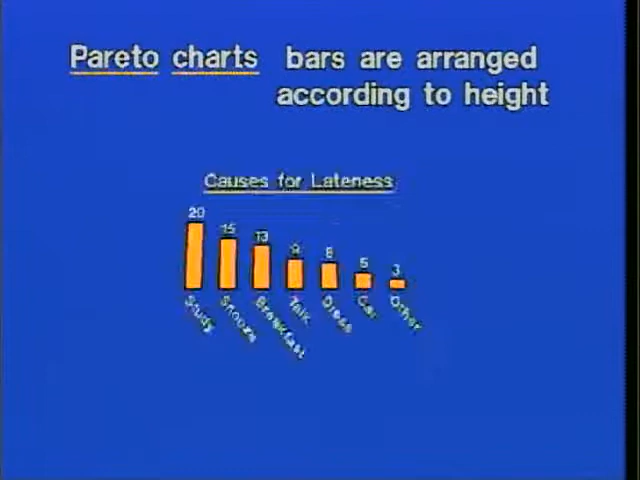 Pareto charts bars are arranged
according to height
Causes for Lateness
20
15
13
9
8
5
3
Study
Snooze
Breakfast
Talk
Dress
Car
Other